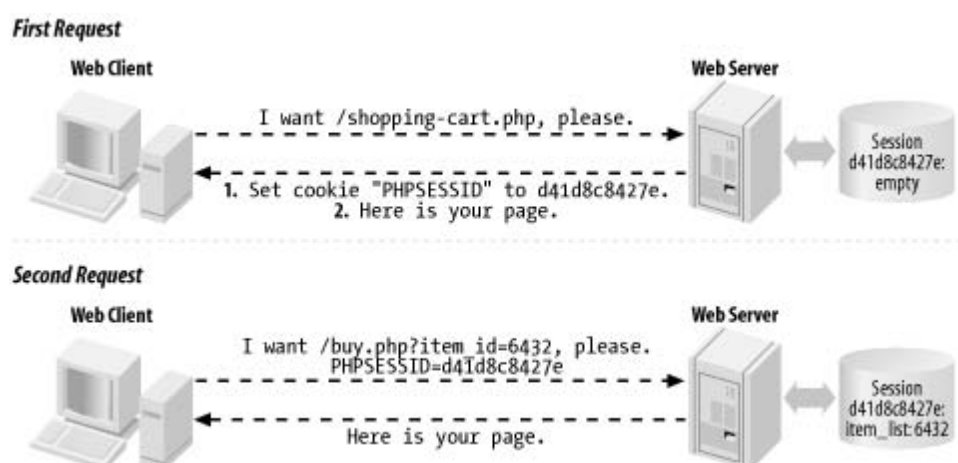 First Request
Web Client
Web Server
I want /shopping-cart.php, please.
1. Set cookie "PHPSESSID" to d41d8c8427e.
2. Here is your page.
Session
d41d8c8427e:
empty
Second Request
Web Client
Web Server
I want /buy.php?item_id=6432, please.
PHPSESSID=d41d8c8427e
Here is your page.
Session
d41d8c8427e:
item_list:6432